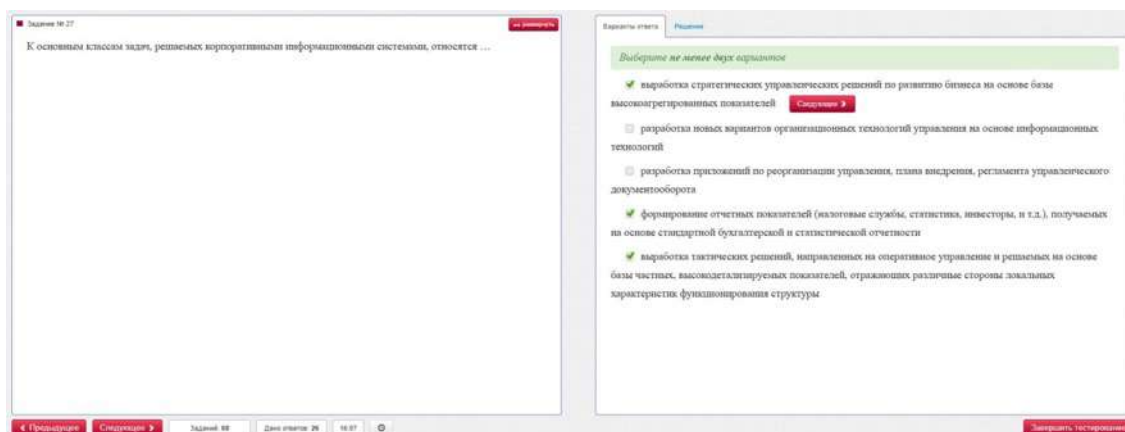 Задание № 27
развернуть
К основным классам задач, решаемых корпоративными информационными системами, относятся …
Варианты ответа Решение
Выберите не менее двух вариантов
выработка стратегических управленческих решений по развитию бизнеса на основе базы
высокоагрегированных показателей Следующее
разработка новых вариантов организационных технологий управления на основе информационных
технологий
разработка приложений по реорганизации управления, плана внедрения, регламента управленческого
документооборота
формирование отчетных показателей (налоговые службы, статистика, инвесторы, и т.д.), получаемых
на основе стандартной бухгалтерской и статистической отчетности
выработка тактических решений, направленных на оперативное управление и решаемых на основе
базы частных, высокодетализируемых показателей, отражающих различные стороны локальных
характеристик функционирования структуры
Предыдущее Следующее Заданий: Дано ответов: 26 Завершить тестирование